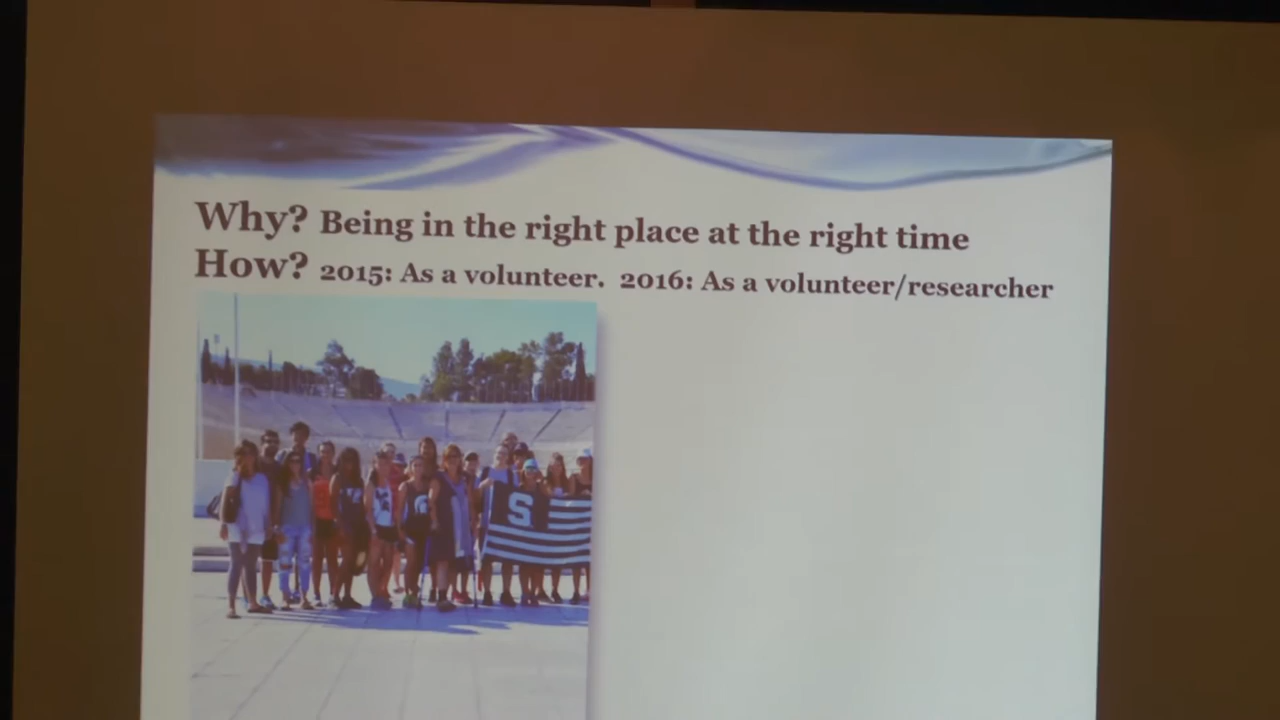 Why? Being in the right place at the right time
How? 2015: As a volunteer. 2016: As a volunteer/researcher
S